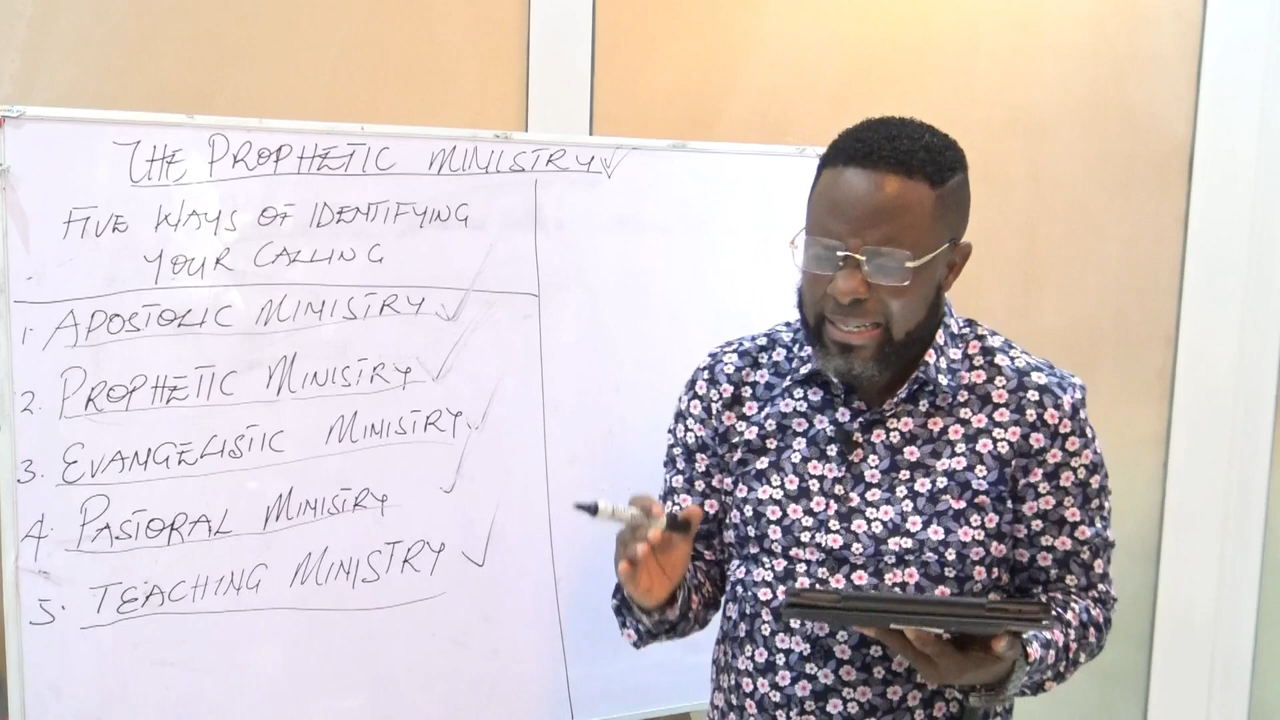 THE PROPHETIC MINISTRY
FIVE WAYS OF IDENTIFYING
YOUR CALLING
1. APOSTOLIC MINISTRY
2. PROPHETIC MINISTRY
3. EVANGELISTIC MINISTRY
4. PASTORAL MINISTRY
5. TEACHING MINISTRY